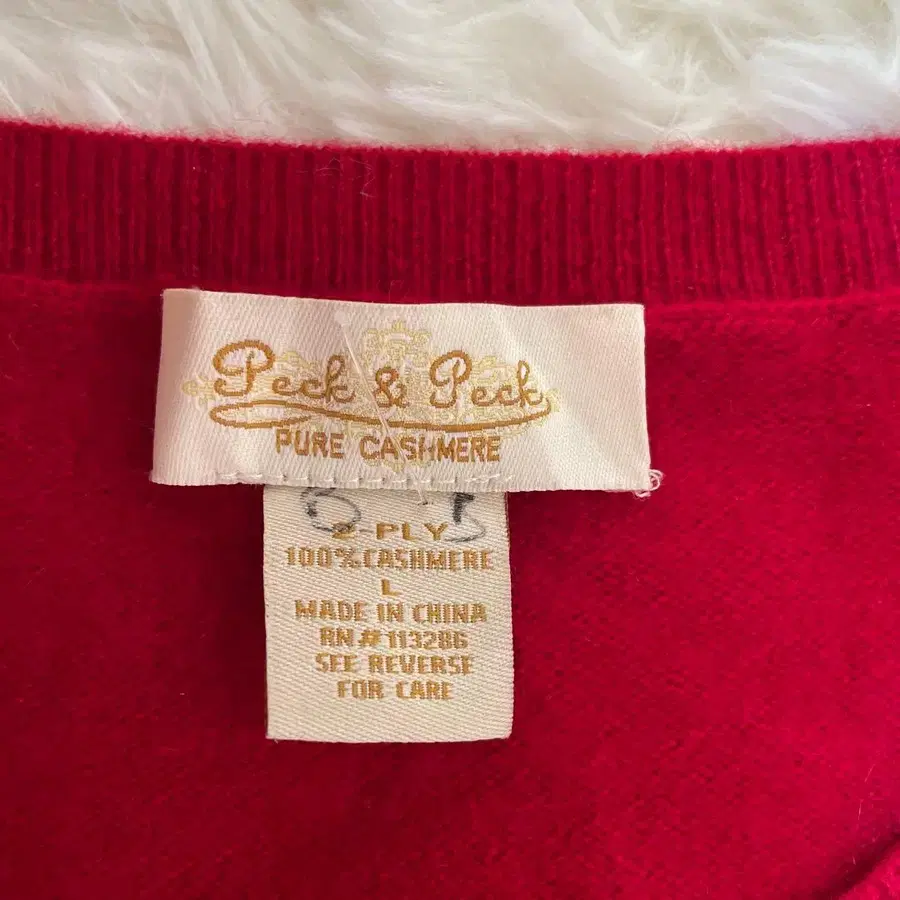 Peck & Peck
PURE CASHMERE
2-PLY
100% CASHMERE
L
MADE IN CHINA
RN # 113286
SEE REVERSE
FOR CARE